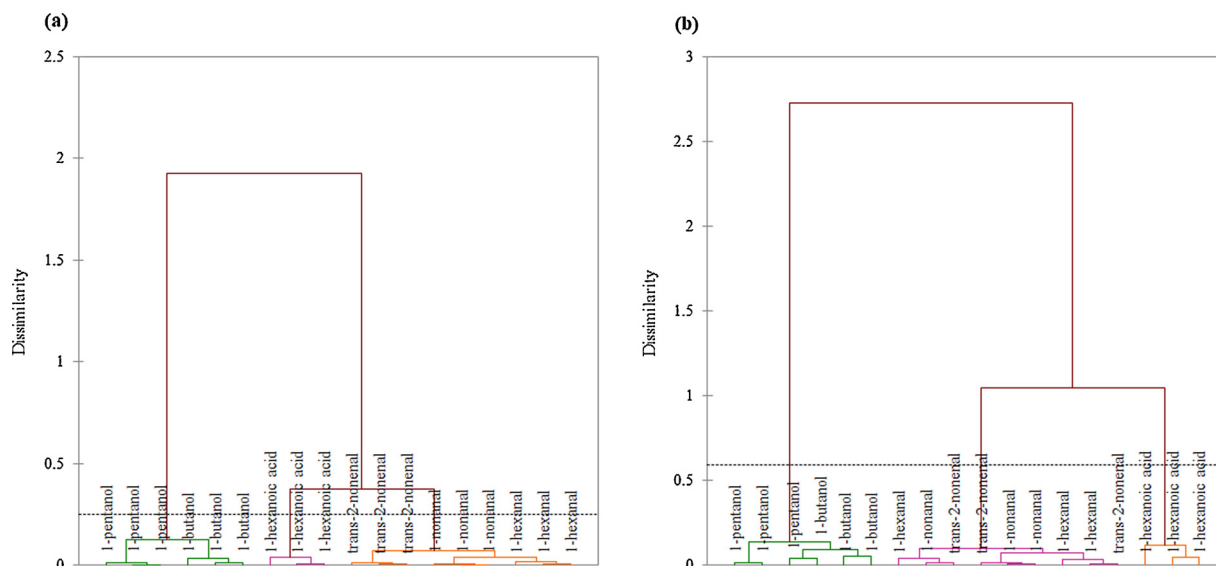 (a)
2.5
2
1.5
1
0.5
0
Dissimilarity
1-pentanol
1-pentanol
1-pentanol
1-butanol
1-butanol
1-butanol
1-hexanoic acid
1-hexanoic acid
1-hexanoic acid
trans-2-nonenal
trans-2-nonenal
trans-2-nonenal
1-nonanal
1-nonanal
1-nonanal
1-hexanal
1-hexanal
1-hexanal
(b)
3
2.5
2
1.5
1
0.5
0
Dissimilarity
1-pentanol
1-pentanol
1-pentanol
1-butanol
1-butanol
1-butanol
1-hexanal
1-nonanal
trans-2-nonenal
trans-2-nonenal
1-nonanal
1-nonanal
1-hexanal
1-hexanal
trans-2-nonenal
1-hexanoic acid
1-hexanoic acid
1-hexanoic acid